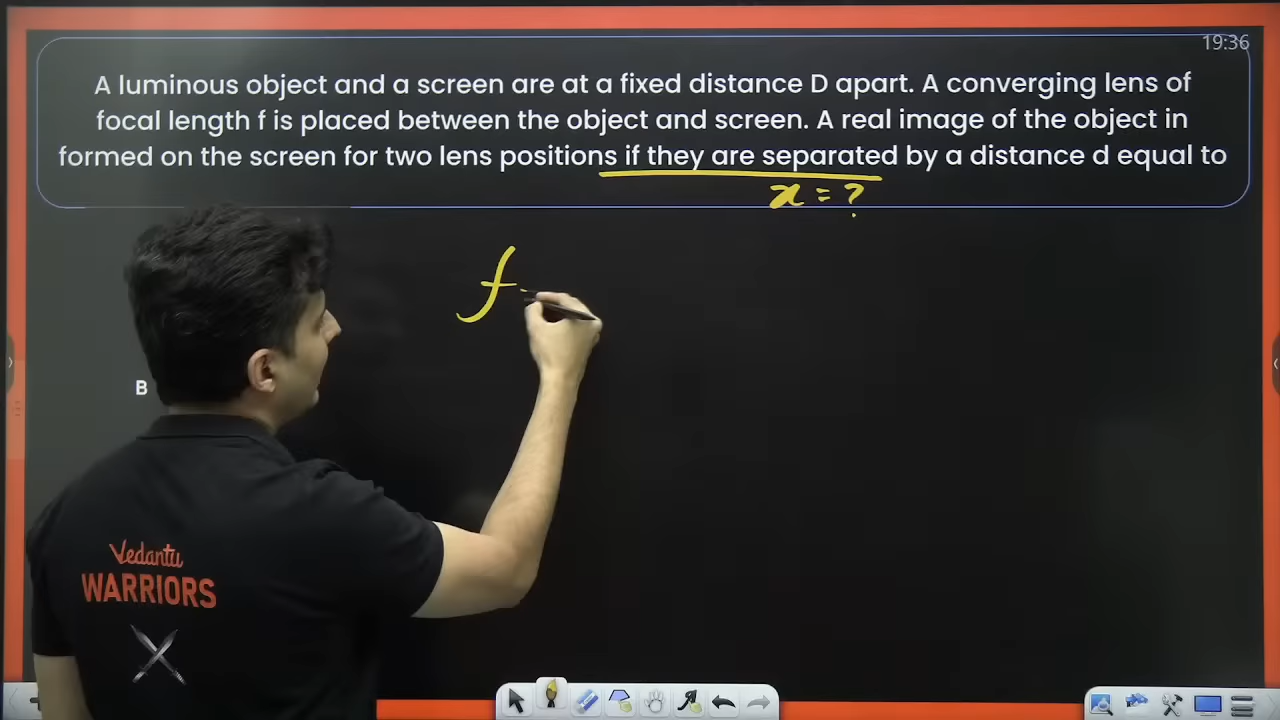 19:36
A luminous object and a screen are at a fixed distance D apart. A converging lens of
focal length f is placed between the object and screen. A real image of the object in
formed on the screen for two lens positions if they are separated by a distance d equal to
x = ?
f -
B
Vedantu
WARRIORS